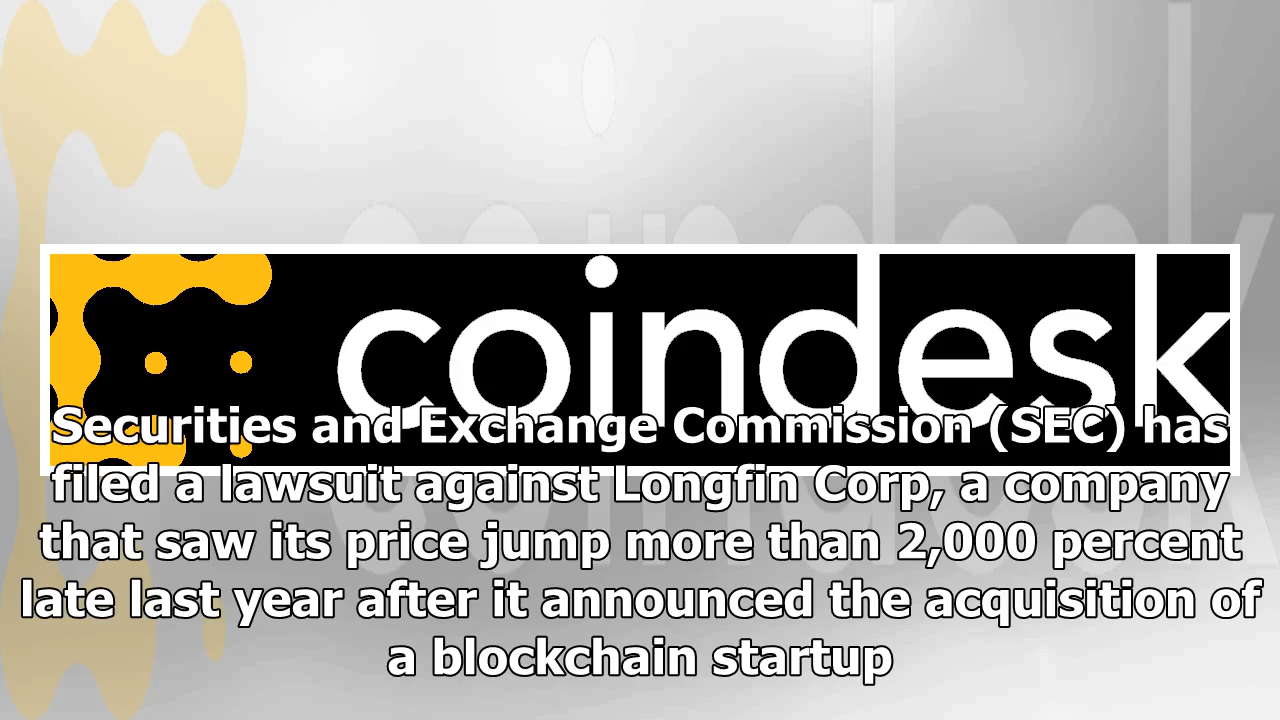 coindesk
Securities and Exchange Commission (SEC) has
filed a lawsuit against Longfin Corp, a company
that saw its price jump more than 2,000 percent
late last year after it announced the acquisition of
a blockchain startup